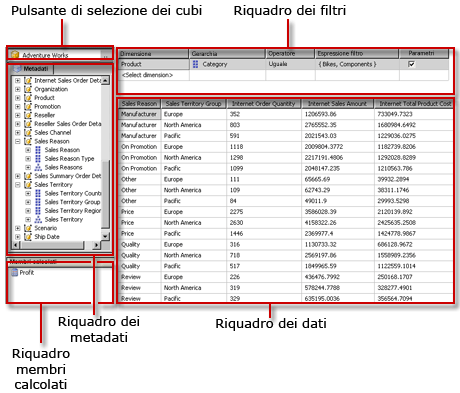 Pulsante di selezione dei cubi
Riquadro dei filtri
Adventure Works
...
Dimensione Gerarchia Operatore Espressione filtro Parametri
Product Category Uguale { Bikes, Components }
<Select dimension>
Metadati
Internet Sales Order Deta
Organization
Product
Promotion
Reseller
Reseller Sales Order Deta
Sales Channel
Sales Reason
Sales Reason
Sales Reason Type
Sales Reasons
Sales Summary Order Det
Sales Territory
Sales Territory Count
Sales Territory Group
Sales Territory Region
Sales Territory
Scenario
Ship Date
Membri calcolati
Profit
Sales Reason Sales Territory Group Internet Order Quantity Internet Sales Amount Internet Total Product Cost
Manufacturer Europe 352 1206593.86 733049.7323
Manufacturer North America 803 2765552.35 1680984.6492
Manufacturer Pacific 591 2021543.03 1229036.0275
On Promotion Europe 1118 2009804.3772 1182739.8206
On Promotion North America 1298 2217191.4806 1292028.8289
On Promotion Pacific 1099 2048147.235 1210563.786
Other Europe 111 65665.69 39932.2894
Other North America 109 62743.29 38311.1746
Other Pacific 84 49011.9 29993.5298
Price Europe 2275 3586028.39 2120139.892
Price North America 2630 4158322.26 2425635.2508
Price Pacific 1446 2369977.4 1424778.9867
Quality Europe 316 1130733.32 686128.9672
Quality North America 718 2569197.86 1558989.2356
Quality Pacific 517 1849965.59 1122559.1014
Review Europe 226 436476.7992 250168.1707
Review North America 319 578244.7788 328277.4901
Review Pacific 329 635195.0036 356564.7094
Riquadro dei metadati
Riquadro dei dati
Riquadro
membri
calcolati